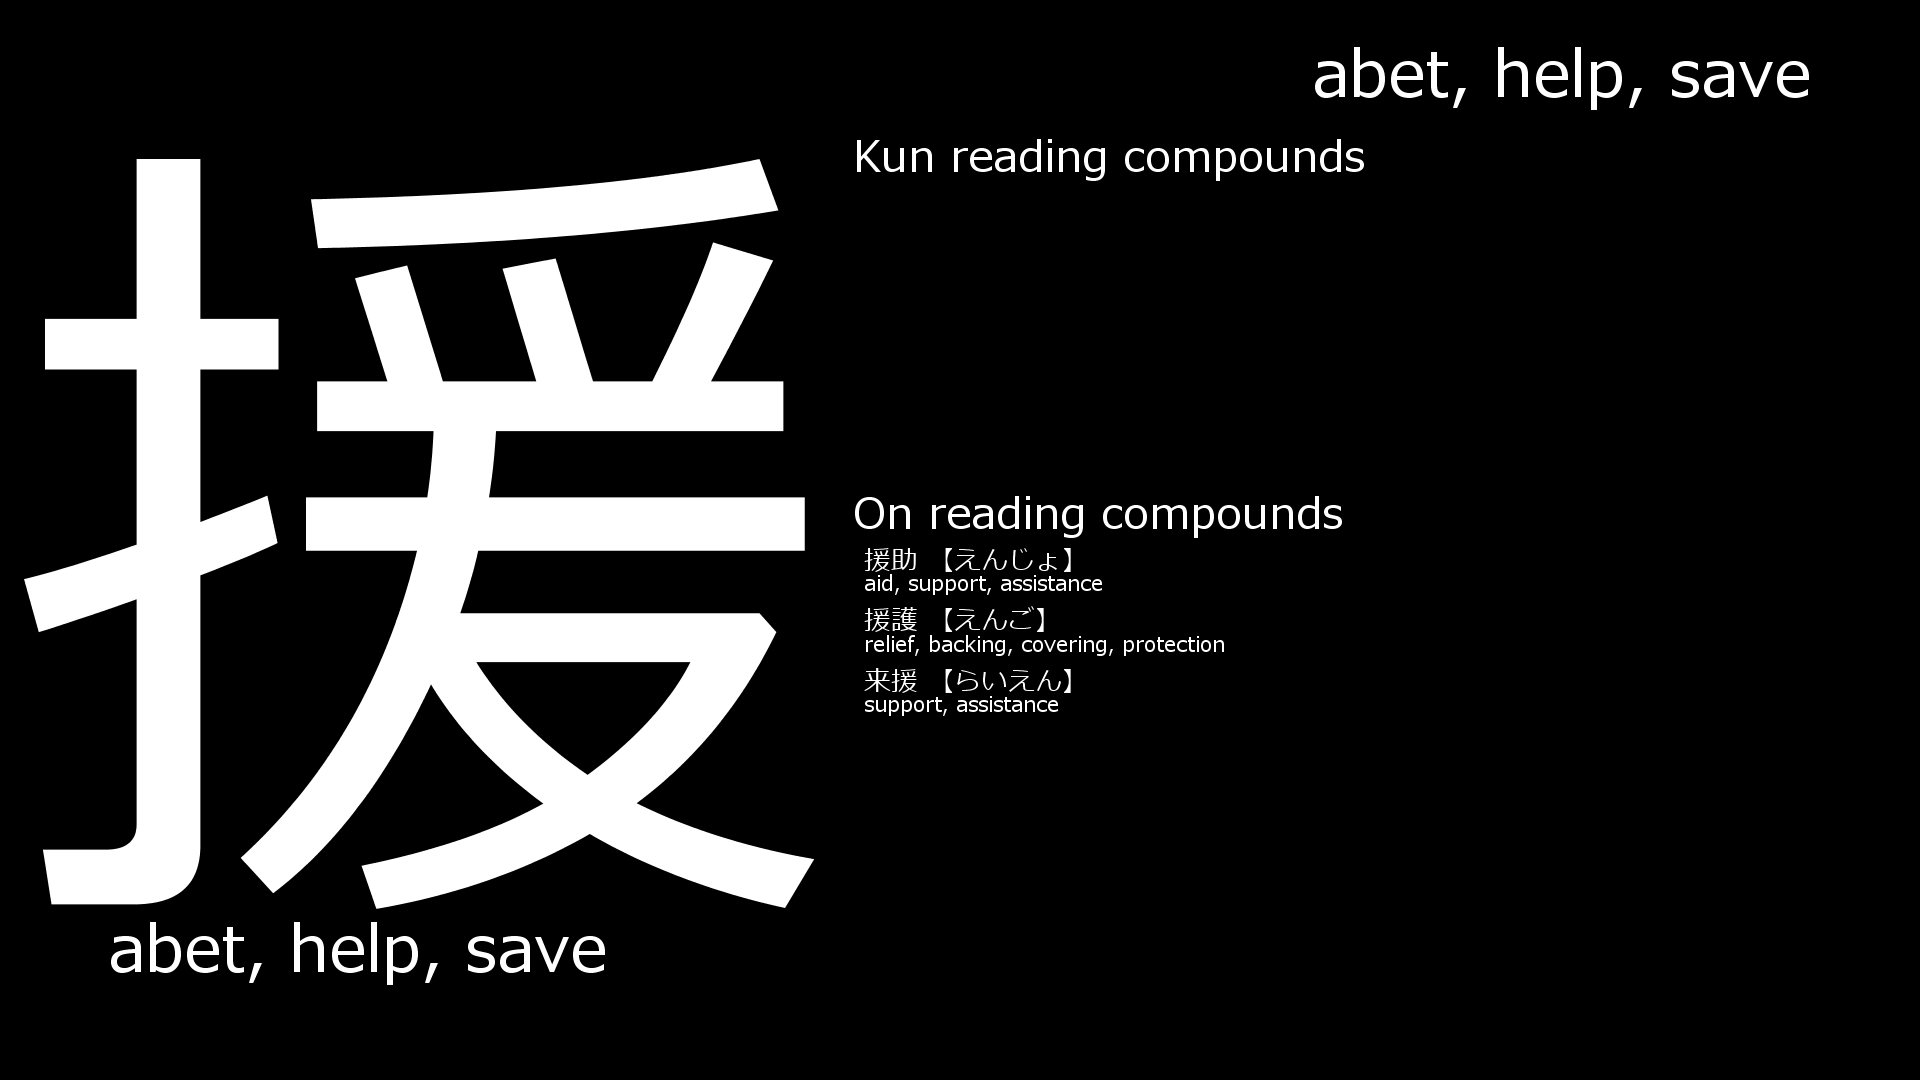 abet, help, save
援
Kun reading compounds
On reading compounds
援助 【えんじょ】
aid, support, assistance
援護 【えんご】
relief, backing, covering, protection
来援 【らいえん】
support, assistance
abet, help, save